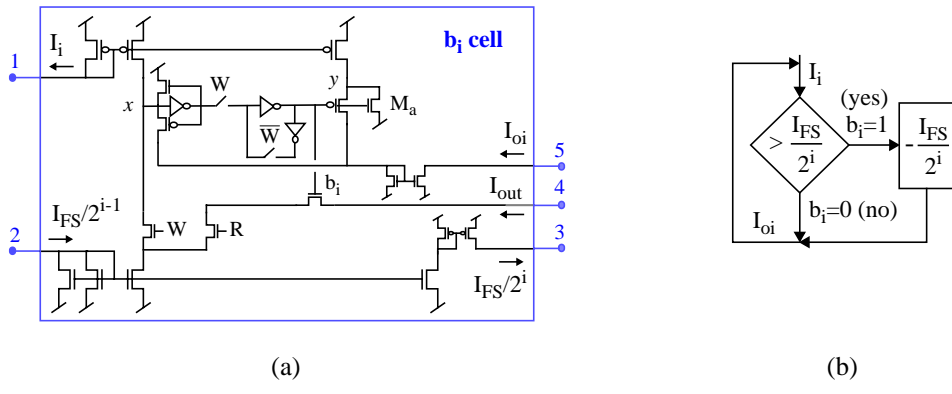 b_i cell
1
I_i
W
x
y
M_a
W̅
I_oi
5
b_i
I_out
4
I_FS/2^{i-1}
2
W
R
3
I_FS/2^i
(a)
I_i
(yes)
b_i=1
> I_FS/2^i
- I_FS/2^i
b_i=0 (no)
I_oi
(b)